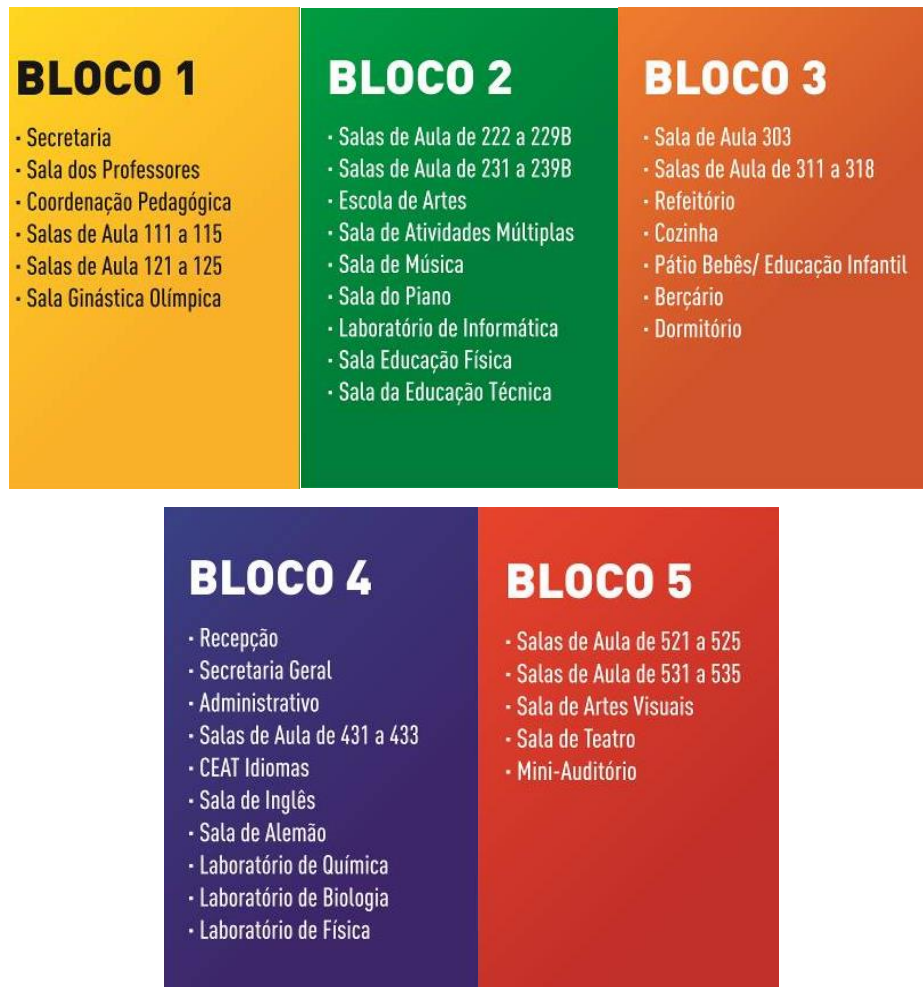 BLOCO 1
· Secretaria
· Sala dos Professores
· Coordenação Pedagógica
· Salas de Aula 111 a 115
· Salas de Aula 121 a 125
· Sala Ginástica Olímpica
BLOCO 2
· Salas de Aula de 222 a 229B
· Salas de Aula de 231 a 239B
· Escola de Artes
· Sala de Atividades Múltiplas
· Sala de Música
· Sala do Piano
· Laboratório de Informática
· Sala Educação Física
· Sala da Educação Técnica
BLOCO 3
· Sala de Aula 303
· Salas de Aula de 311 a 318
· Refeitório
· Cozinha
· Pátio Bebês/ Educação Infantil
· Berçário
· Dormitório
BLOCO 4
· Recepção
· Secretaria Geral
· Administrativo
· Salas de Aula de 431 a 433
· CEAT Idiomas
· Sala de Inglês
· Sala de Alemão
· Laboratório de Química
· Laboratório de Biologia
· Laboratório de Física
BLOCO 5
· Salas de Aula de 521 a 525
· Salas de Aula de 531 a 535
· Sala de Artes Visuais
· Sala de Teatro
· Mini-Auditório